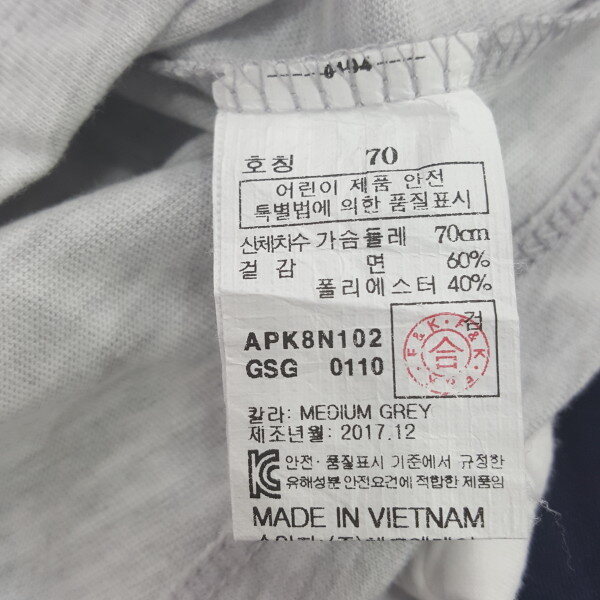 호칭 70
어린이 제품 안전
특별법에 의한 품질표시
신체치수 가슴둘레 70cm
겉감 면 60%
폴리에스터 40%
APK8N102
GSG 0110
검
F&K · F&K
合
칼라: MEDIUM GREY
제조년월: 2017.12
안전·품질표시 기준에서 규정한
유해성분 안전요건에 적합한 제품임
MADE IN VIETNAM